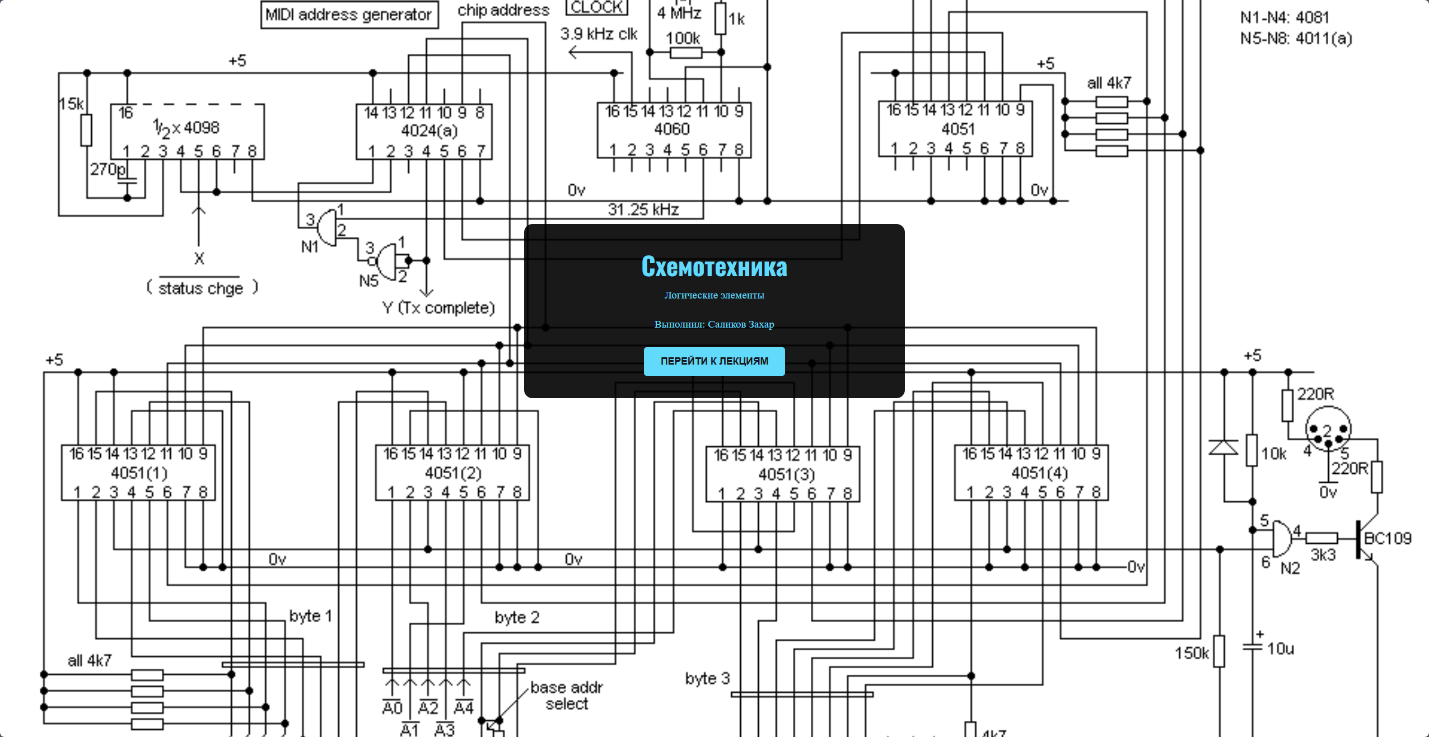 MIDI address generator
chip address
CLOCK
4 MHz
1k
100k
3.9 kHz clk
N1-N4: 4081
N5-N8: 4011(a)
+5
+5
all 4k7
15k
16
1/2 x 4098
1 2 3 4 5 6 7 8
270p
14 13 12 11 10 9 8
4024(a)
1 2 3 4 5 6 7
16 15 14 13 12 11 10 9
4060
1 2 3 4 5 6 7 8
16 15 14 13 12 11 10 9
4051
1 2 3 4 5 6 7 8
0v
0v
31.25 kHz
3 1
2
N1
3 1
2
N5
X
( status chge )
Y (Tx complete)
Схемотехника
Логические элементы
Выполнил: Саликов Захар
ПЕРЕЙТИ К ЛЕКЦИЯМ
+5
+5
220R
2
4 5
220R
0v
10k
16 15 14 13 12 11 10 9
4051(1)
1 2 3 4 5 6 7 8
16 15 14 13 12 11 10 9
4051(2)
1 2 3 4 5 6 7 8
16 15 14 13 12 11 10 9
4051(3)
1 2 3 4 5 6 7 8
16 15 14 13 12 11 10 9
4051(4)
1 2 3 4 5 6 7 8
5
6
4
N2
3k3
BC109
0v
0v
0v
byte 1
byte 2
byte 3
all 4k7
150k
+
10u
base addr
select
A0 A2 A4
A1 A3
4k7